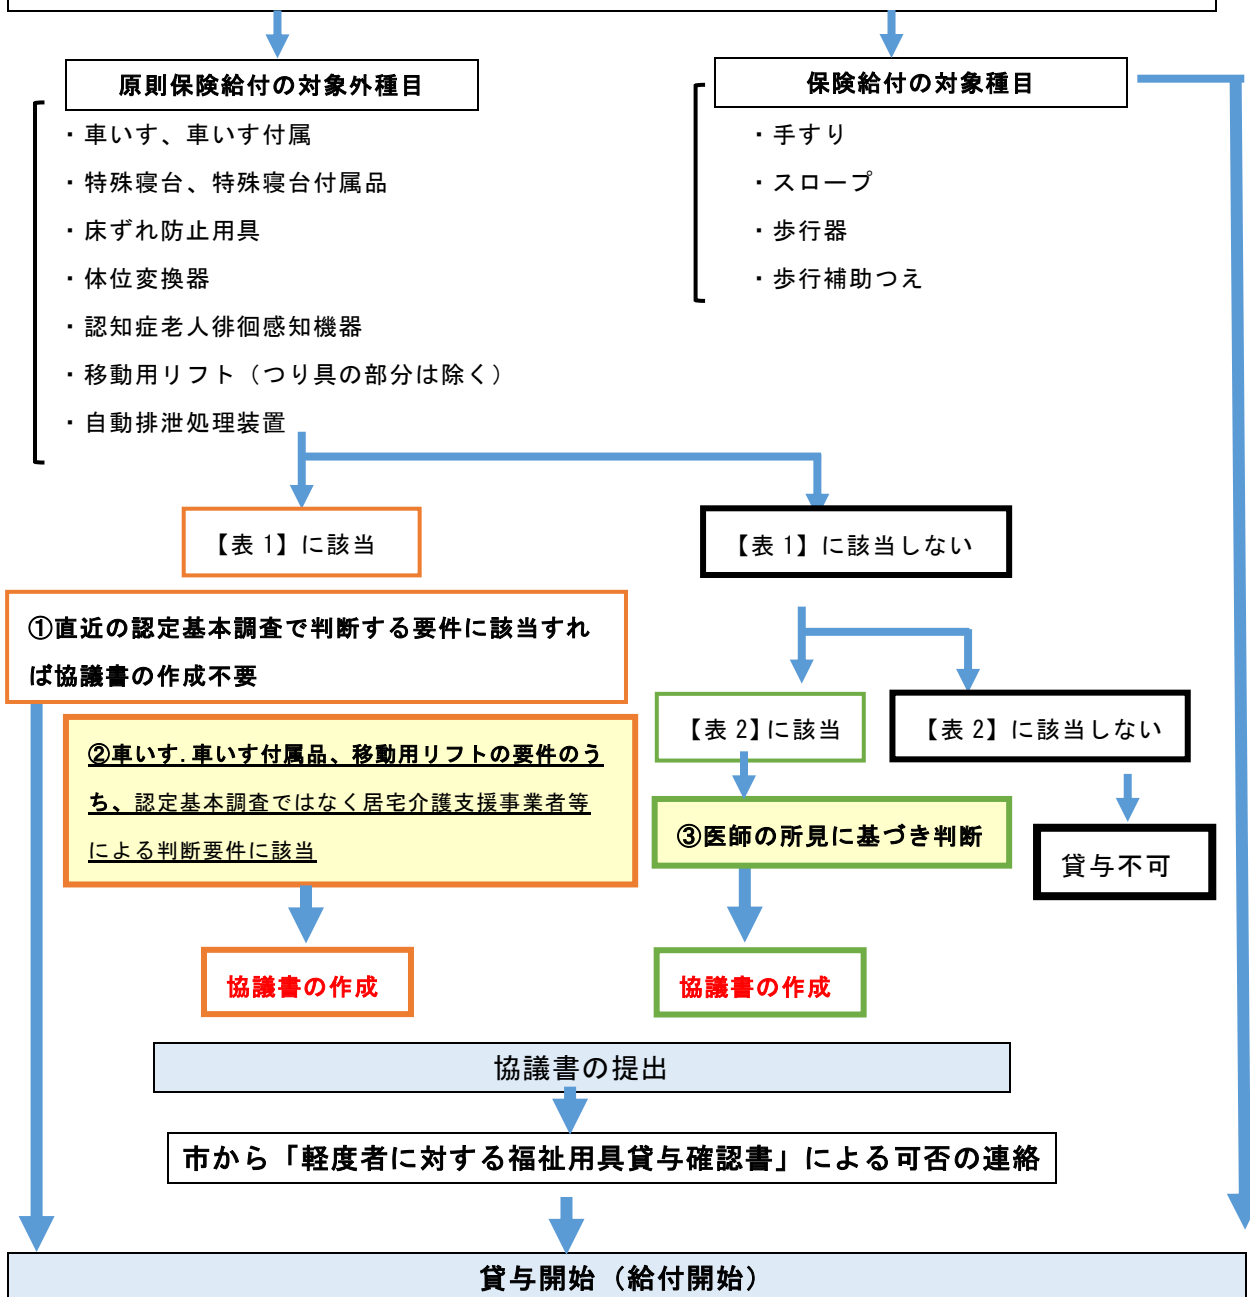 原則保険給付の対象外種目
・車いす、車いす付属
・特殊寝台、特殊寝台付属品
・床ずれ防止用具
・体位変換器
・認知症老人徘徊感知機器
・移動用リフト（つり具の部分は除く）
・自動排泄処理装置
保険給付の対象種目
・手すり
・スロープ
・歩行器
・歩行補助つえ
【表 1】に該当
【表 1】に該当しない
①直近の認定基本調査で判断する要件に該当すれ
ば協議書の作成不要
②車いす.車いす付属品、移動用リフトの要件のう
ち、認定基本調査ではなく居宅介護支援事業者等
による判断要件に該当
【表 2】に該当
【表 2】に該当しない
③医師の所見に基づき判断
貸与不可
協議書の作成
協議書の作成
協議書の提出
市から「軽度者に対する福祉用具貸与確認書」による可否の連絡
貸与開始（給付開始）